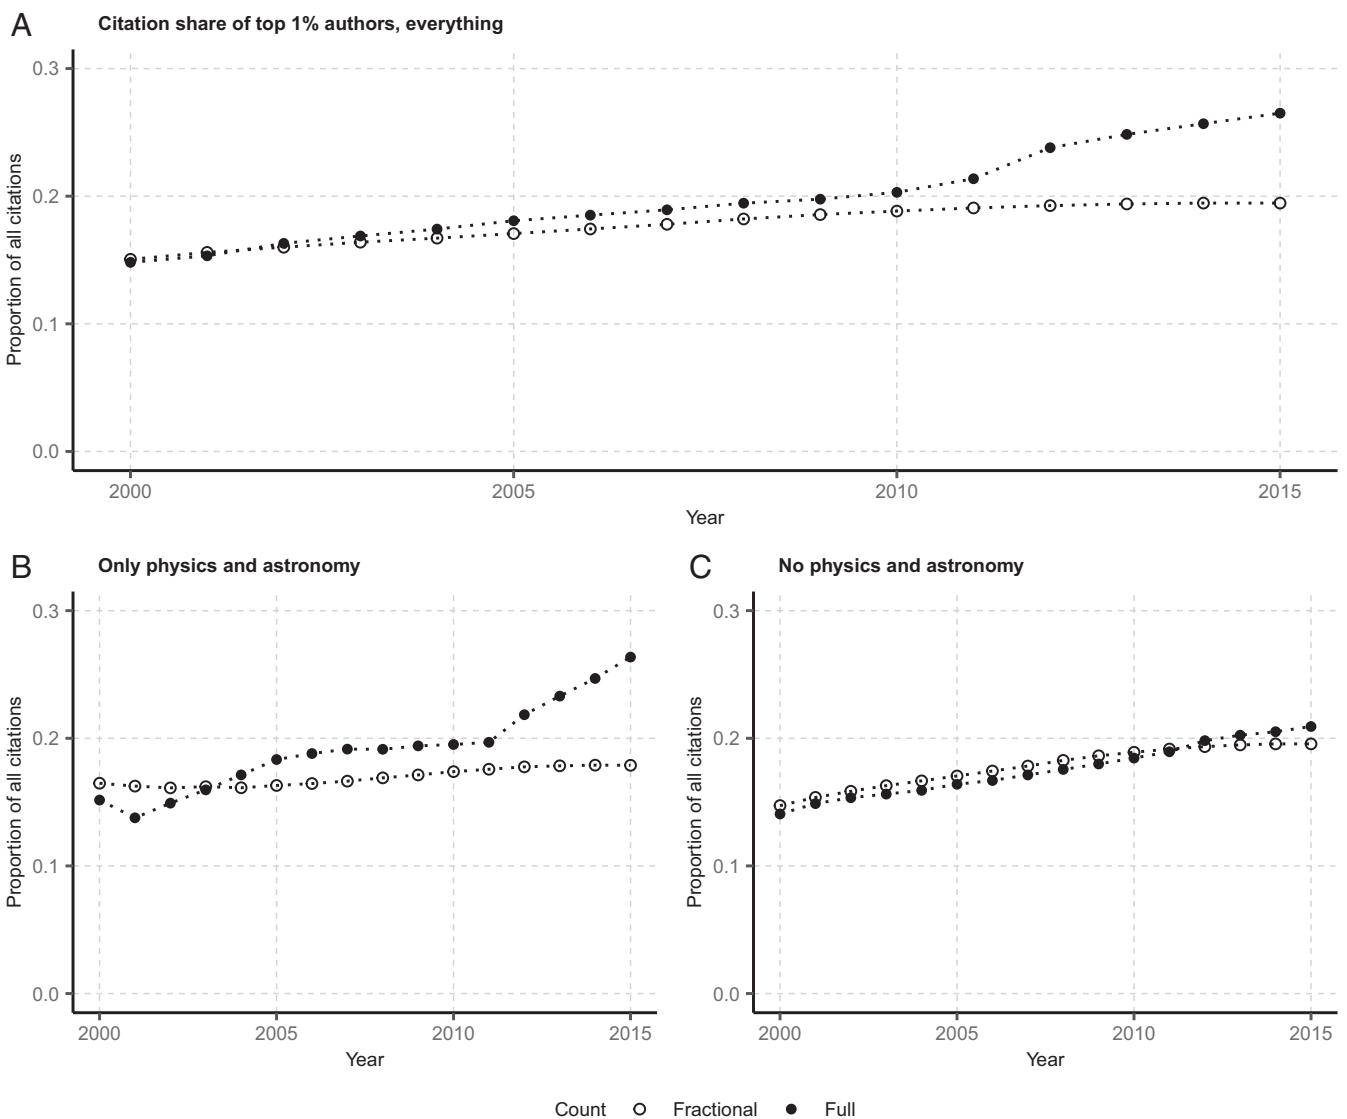 A Citation share of top 1% authors, everything
Proportion of all citations
0.3
0.2
0.1
0.0
2000 2005 2010 2015
Year
B Only physics and astronomy
Proportion of all citations
0.3
0.2
0.1
0.0
2000 2005 2010 2015
Year
C No physics and astronomy
Proportion of all citations
0.3
0.2
0.1
0.0
2000 2005 2010 2015
Year
Count Fractional Full